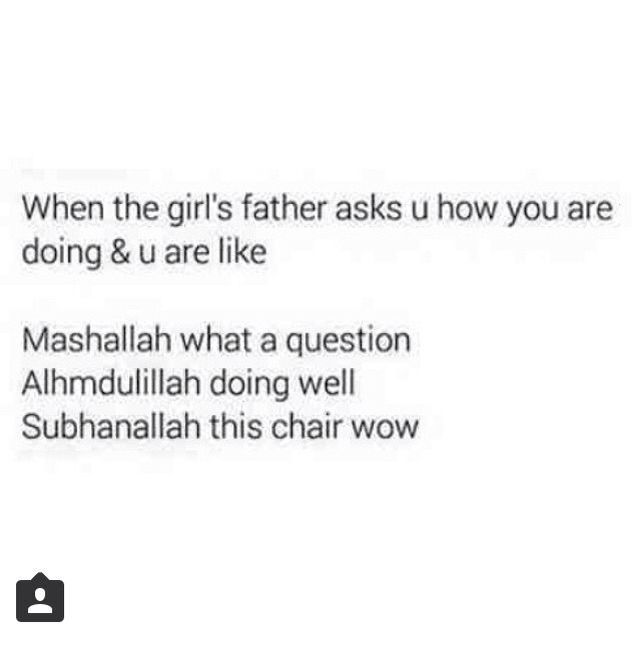 When the girl's father asks u how you are
doing & u are like
Mashallah what a question
Alhmdulillah doing well
Subhanallah this chair wow